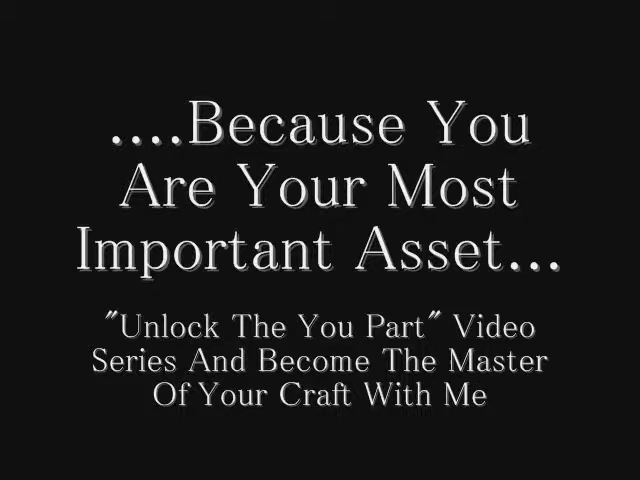 ....Because You
Are Your Most
Important Asset...
"Unlock The You Part" Video
Series And Become The Master
Of Your Craft With Me